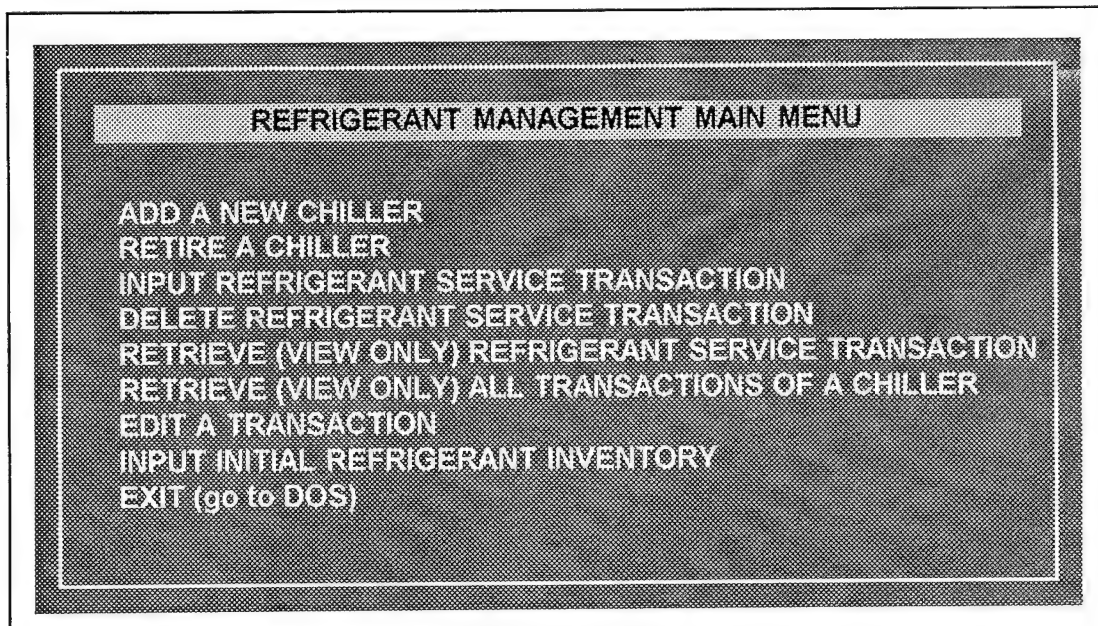 REFRIGERANT MANAGEMENT MAIN MENU
ADD A NEW CHILLER
RETIRE A CHILLER
INPUT REFRIGERANT SERVICE TRANSACTION
DELETE REFRIGERANT SERVICE TRANSACTION
RETRIEVE (VIEW ONLY) REFRIGERANT SERVICE TRANSACTION
RETRIEVE (VIEW ONLY) ALL TRANSACTIONS OF A CHILLER
EDIT A TRANSACTION
INPUT INITIAL REFRIGERANT INVENTORY
EXIT (go to DOS)